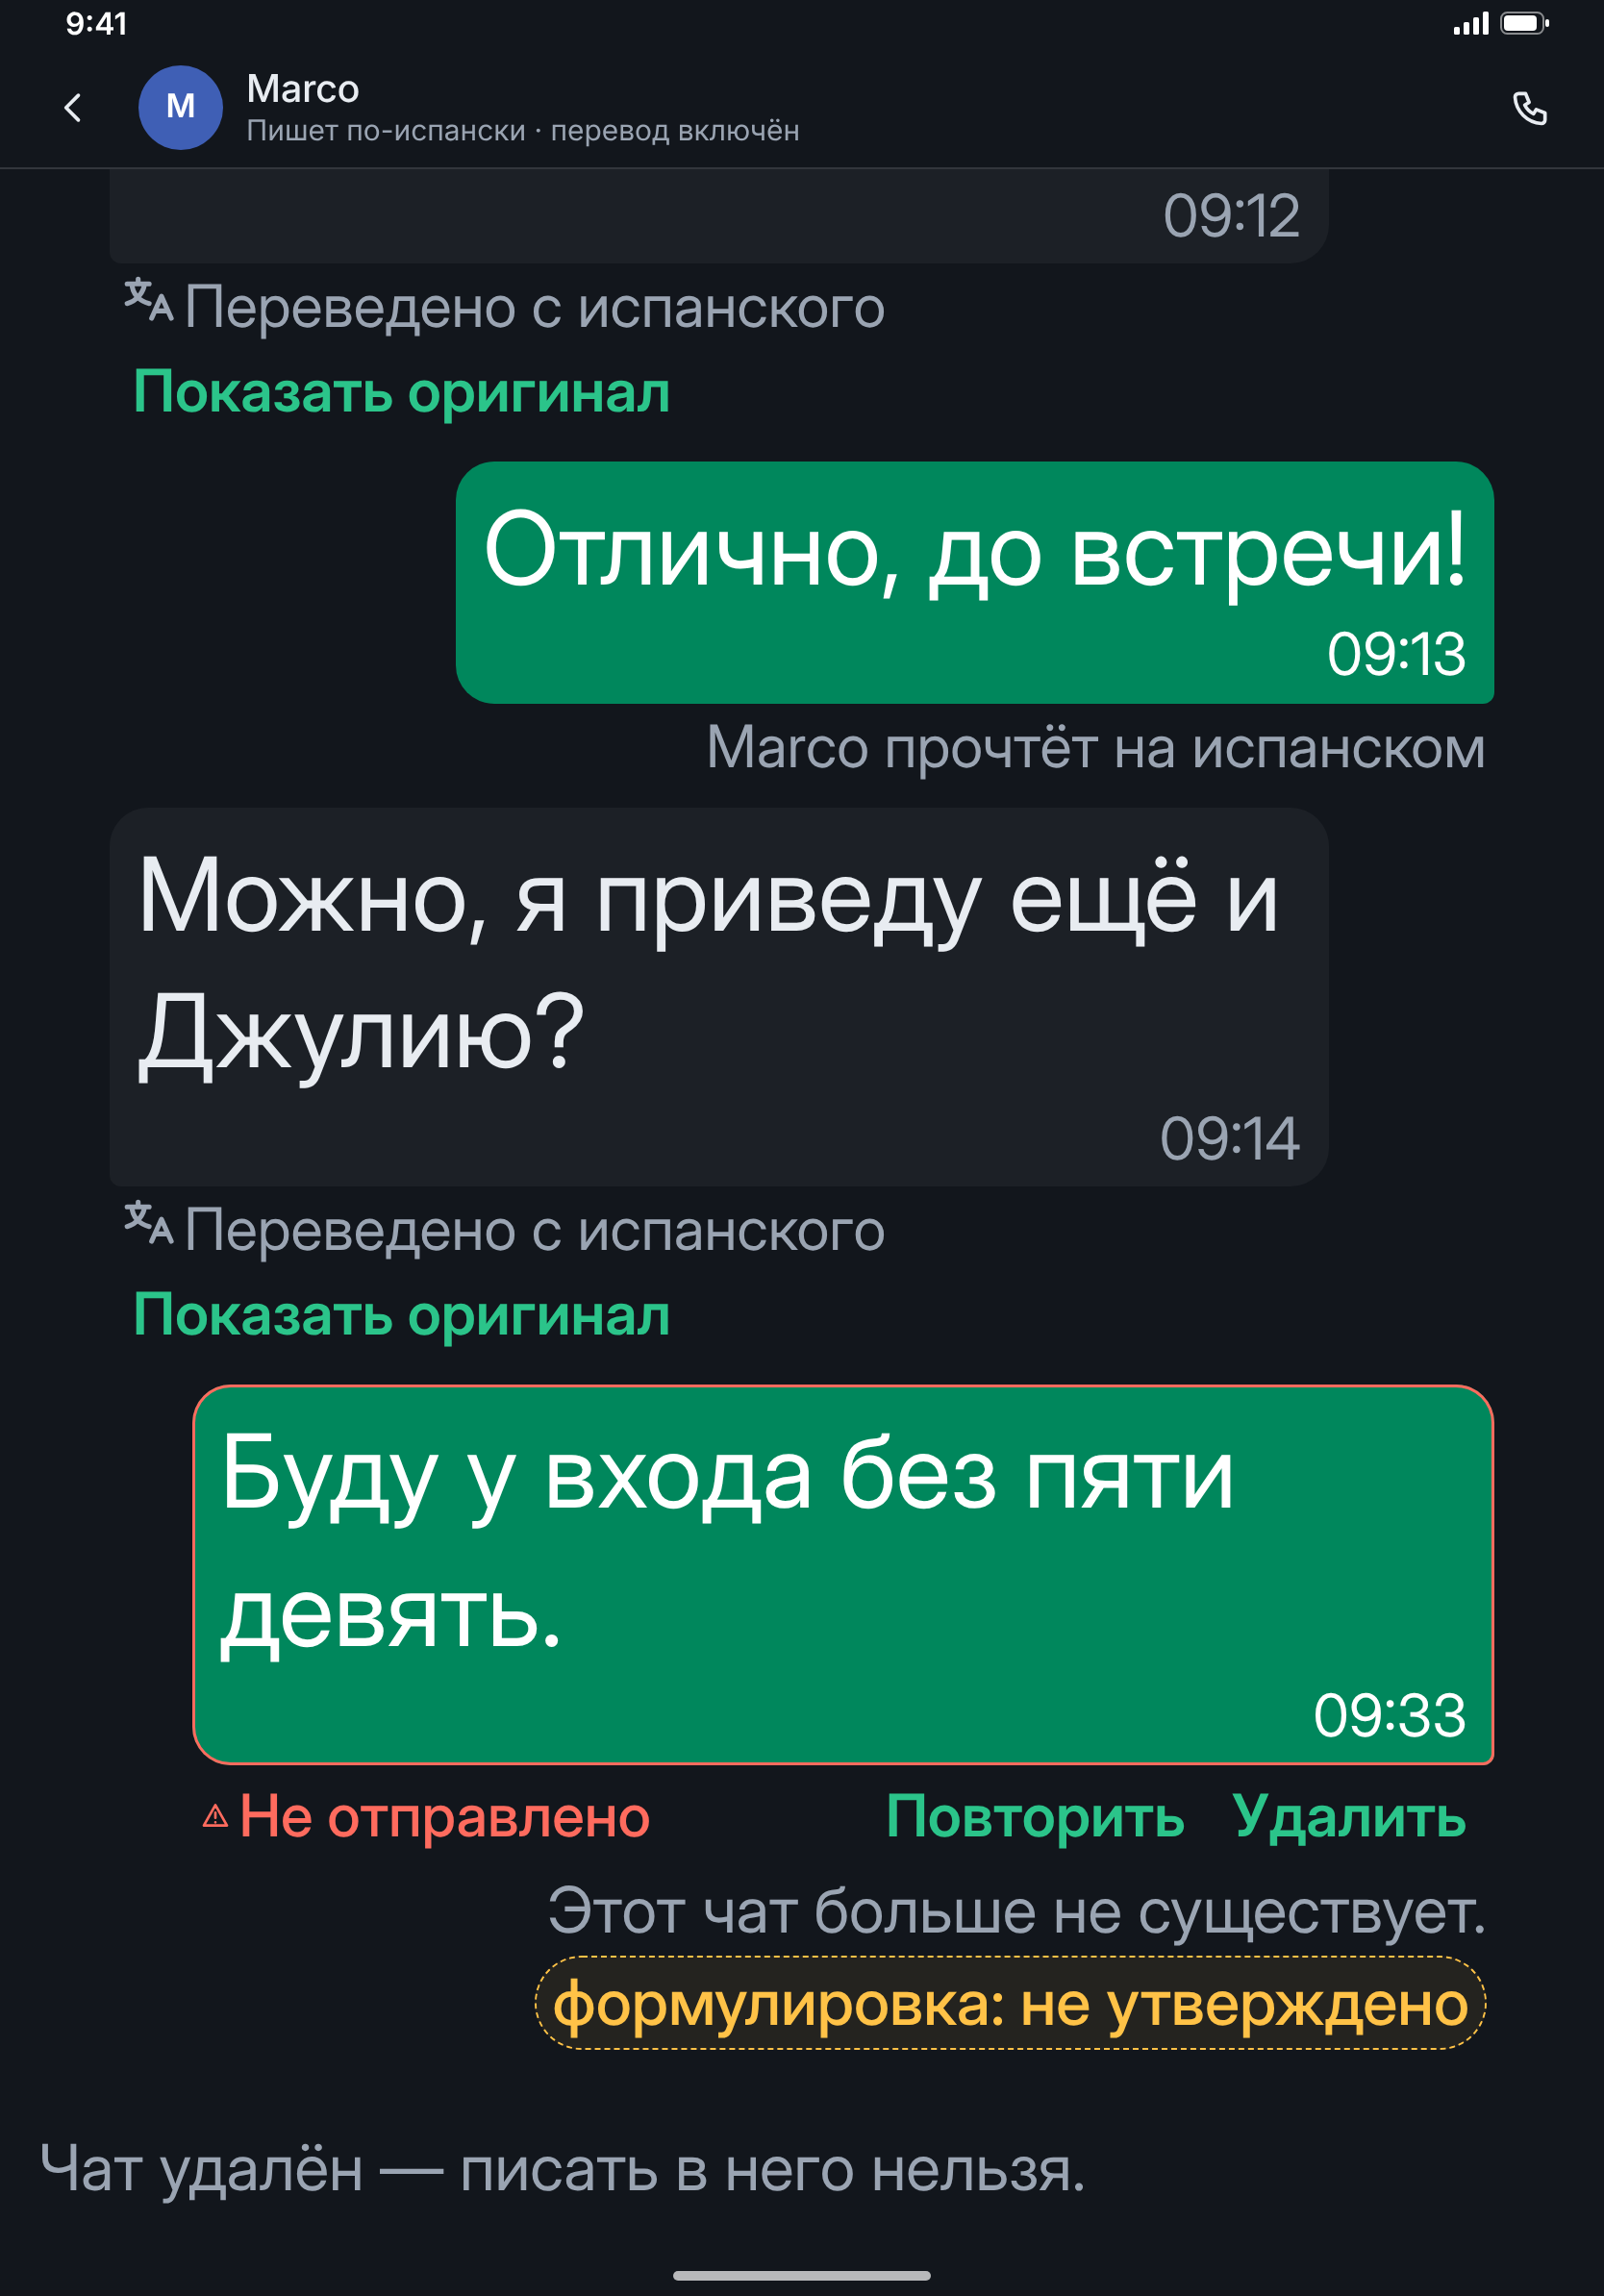 9:41
M
Marco
Пишет по-испански · перевод включён
09:12
Переведено с испанского
Показать оригинал
Отлично, до встречи!
09:13
Marco прочтёт на испанском
Можно, я приведу ещё и
Джулию?
09:14
Переведено с испанского
Показать оригинал
Буду у входа без пяти
девять.
09:33
Не отправлено Повторить Удалить
Этот чат больше не существует.
формулировка: не утверждено
Чат удалён — писать в него нельзя.